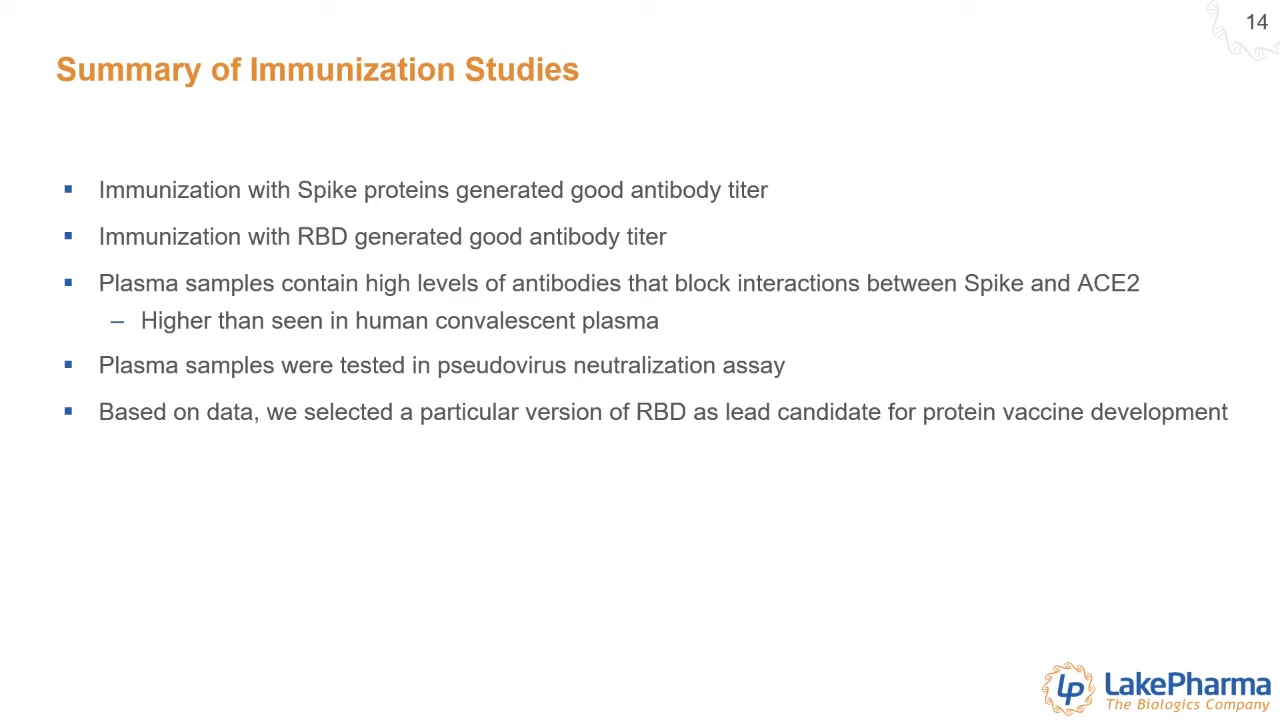 14
Summary of Immunization Studies
▪ Immunization with Spike proteins generated good antibody titer
▪ Immunization with RBD generated good antibody titer
▪ Plasma samples contain high levels of antibodies that block interactions between Spike and ACE2
– Higher than seen in human convalescent plasma
▪ Plasma samples were tested in pseudovirus neutralization assay
▪ Based on data, we selected a particular version of RBD as lead candidate for protein vaccine development
LP LakePharma
The Biologics Company